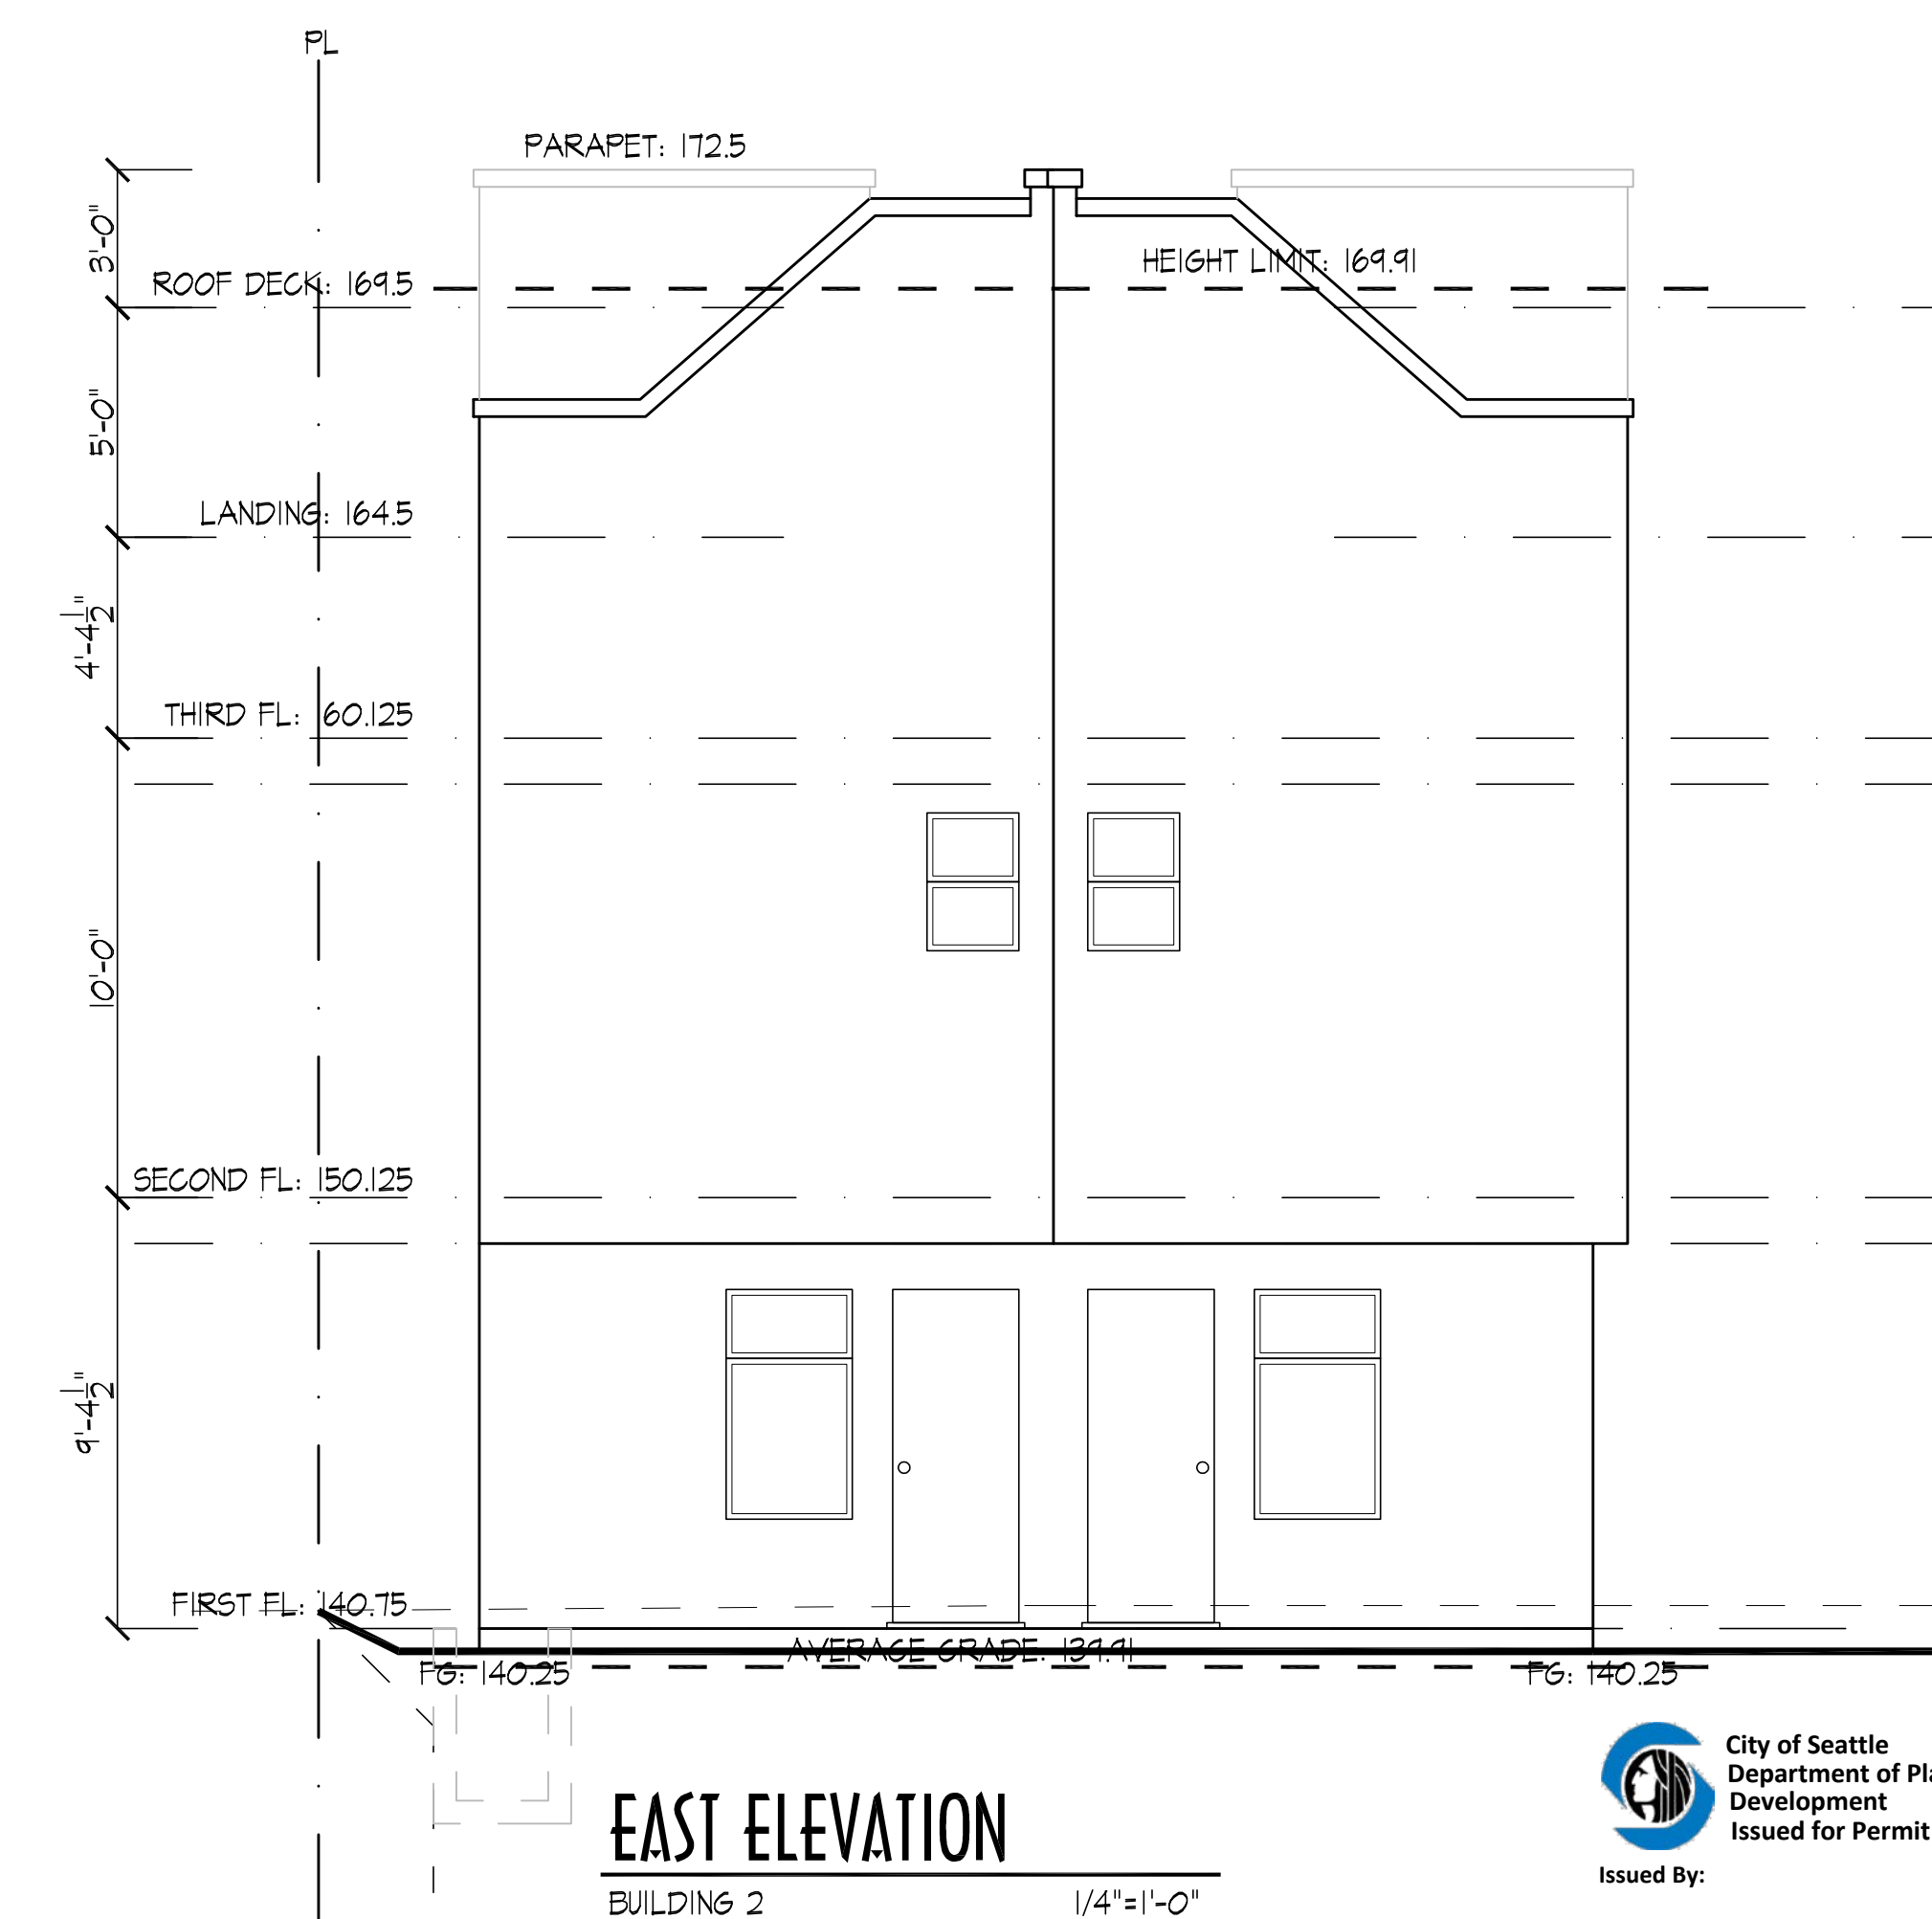 PL
PARAPET: 172.5
3'-0"
HEIGHT LIMIT: 169.91
ROOF DECK: 169.5
5'-0"
LANDING: 164.5
4'-4 1/2"
THIRD FL: 160.125
10'-0"
SECOND FL: 150.125
9'-4 1/2"
FIRST FL: 140.75
AVERAGE GRADE: 139.91
FG: 140.25
FG: 140.25
City of Seattle
Department of Pla
Development
Issued for Permit
Issued By:
EAST ELEVATION
BUILDING 2 1/4"=1'-0"